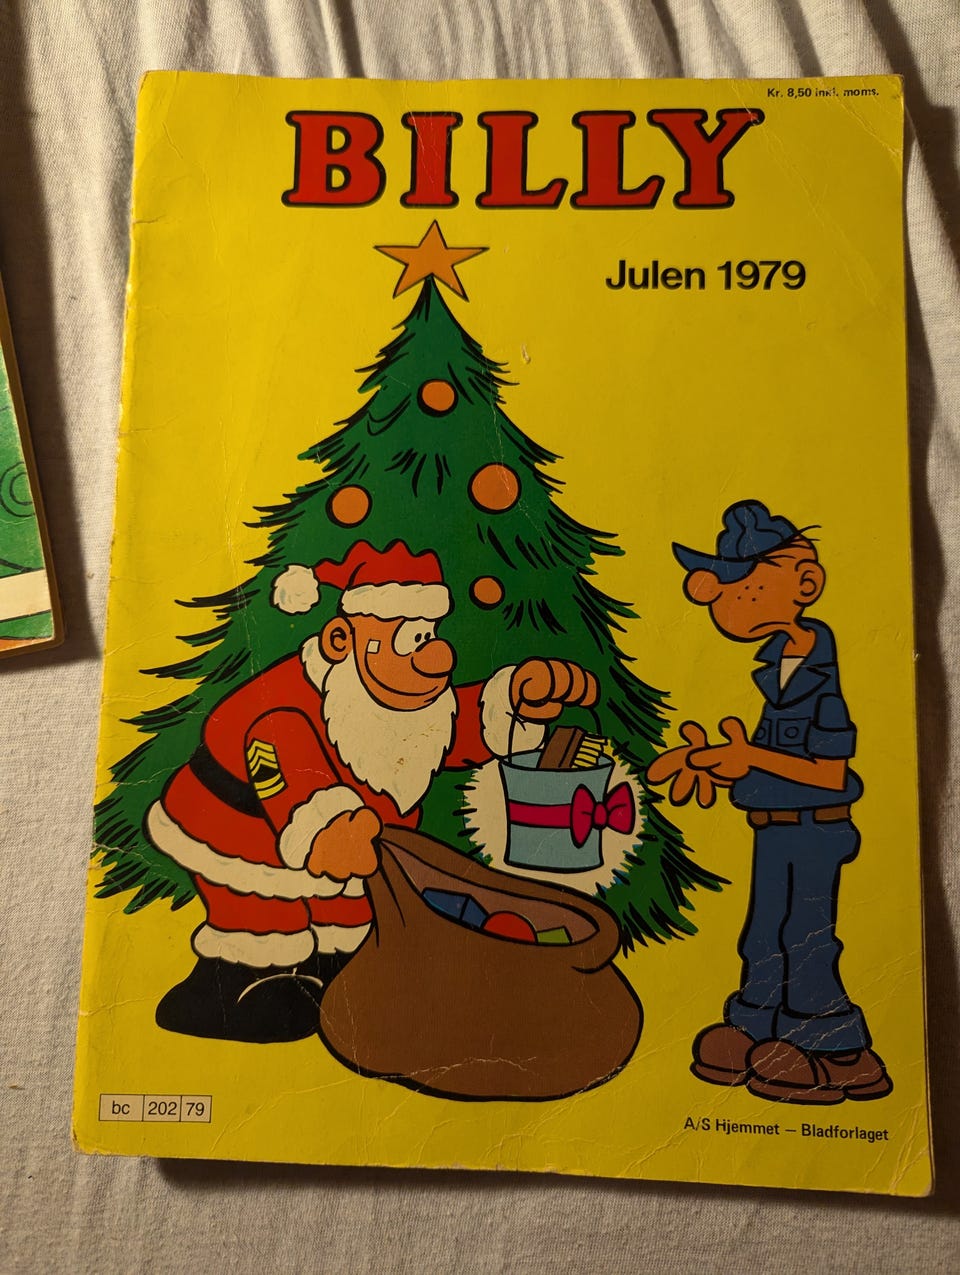 Kr. 8,50 inkl. moms.
BILLY
Julen 1979
bc 202 79
A/S Hjemmet – Bladforlaget